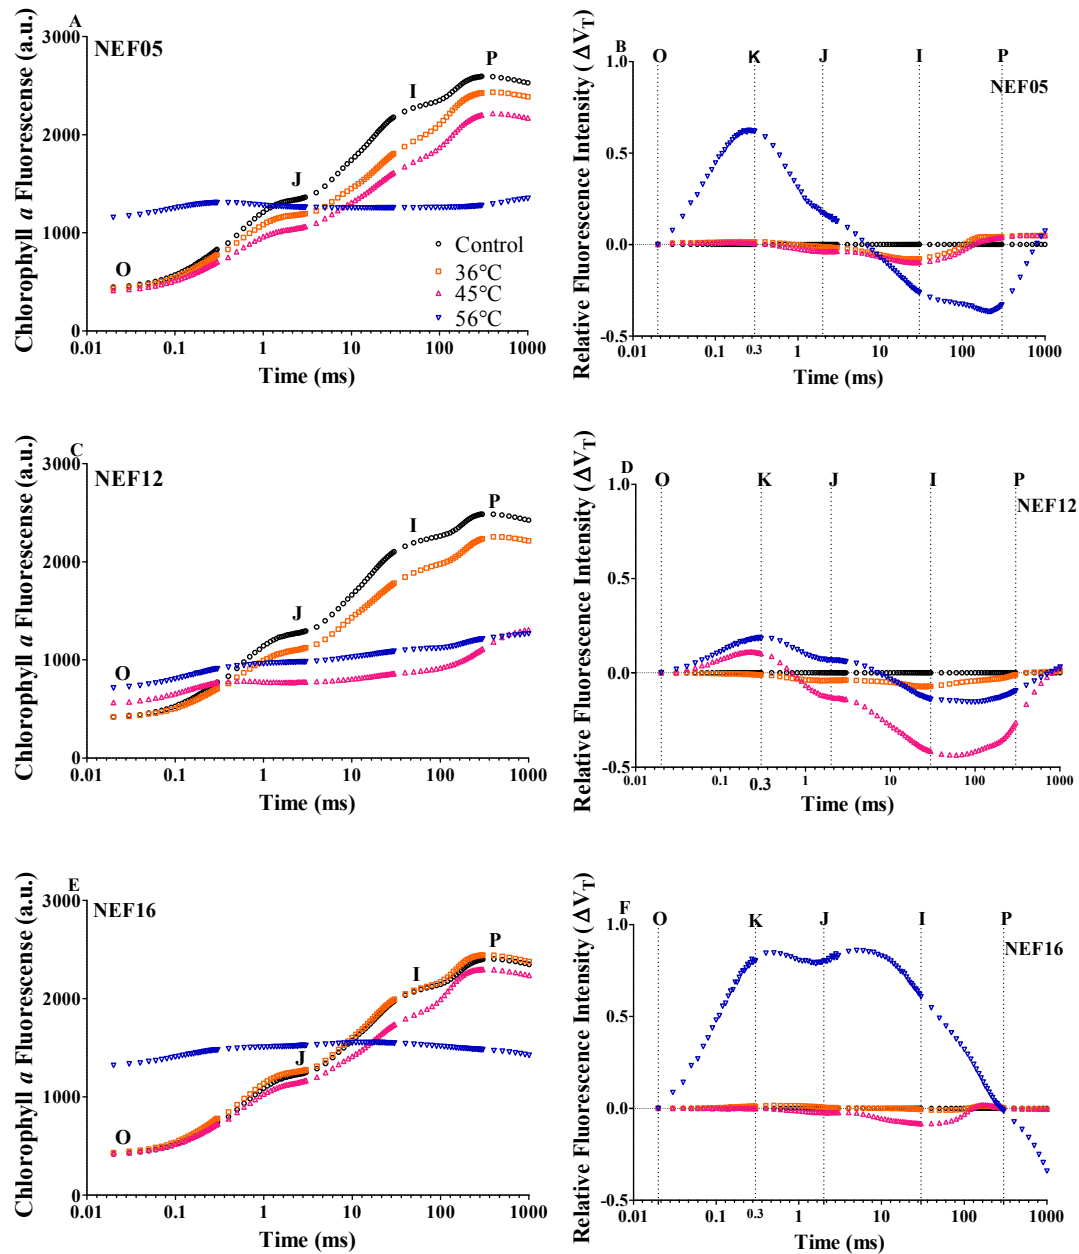 A
NEF05
Chlorophyll a Fluorescense (a.u.)
3000
2000
1000
0
O
J
I
P
Control
36°C
45°C
56°C
0.01 0.1 1 10 100 1000
Time (ms)
B
O K J I P
NEF05
Relative Fluorescence Intensity (ΔV_T)
1.0
0.5
0.0
-0.5
0.01 0.1 0.3 1 10 100 1000
Time (ms)
C
NEF12
Chlorophyll a Fluorescense (a.u.)
3000
2000
1000
0
O
J
I
P
0.01 0.1 1 10 100 1000
Time (ms)
D
O K J I P
NEF12
Relative Fluorescence Intensity (ΔV_T)
1.0
0.5
0.0
-0.5
0.01 0.1 0.3 1 10 100 1000
Time (ms)
E
NEF16
Chlorophyll a Fluorescense (a.u.)
3000
2000
1000
0
O
J
I
P
0.01 0.1 1 10 100 1000
Time (ms)
F
O K J I P
NEF16
Relative Fluorescence Intensity (ΔV_T)
1.0
0.5
0.0
-0.5
0.01 0.1 0.3 1 10 100 1000
Time (ms)